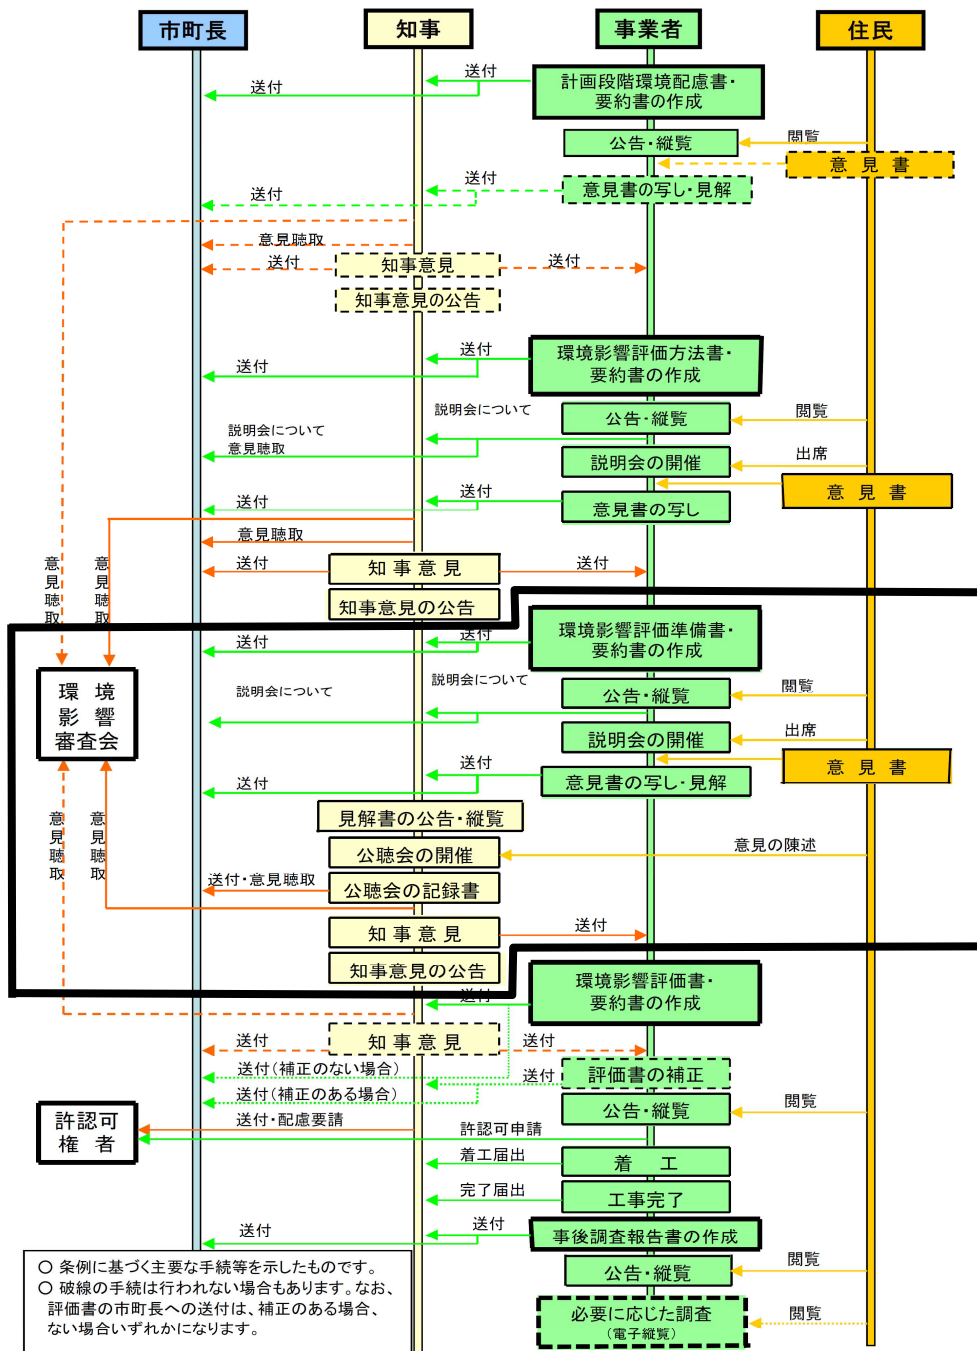 市町長
知事
事業者
住民
送付
送付
計画段階環境配慮書・
要約書の作成
公告・縦覧
閲覧
意見書
送付
送付
意見書の写し・見解
意見聴取
送付
知事意見
送付
知事意見の公告
送付
送付
環境影響評価方法書・
要約書の作成
公告・縦覧
閲覧
説明会について
説明会について
意見聴取
説明会の開催
出席
意見書
送付
送付
意見書の写し
意見聴取
送付
知事意見
送付
知事意見の公告
意見聴取
意見聴取
送付
送付
環境影響評価準備書・
要約書の作成
環境
影響
審査会
公告・縦覧
閲覧
説明会について
説明会について
説明会の開催
出席
意見書
送付
送付
意見書の写し・見解
見解書の公告・縦覧
意見聴取
意見聴取
公聴会の開催
意見の陳述
送付・意見聴取
公聴会の記録書
知事意見
送付
知事意見の公告
送付
環境影響評価書・
要約書の作成
送付
知事意見
送付
送付(補正のない場合)
送付
評価書の補正
送付(補正のある場合)
公告・縦覧
閲覧
許認可
権者
送付・配慮要請
許認可申請
着工届出
着工
完了届出
工事完了
送付
送付
事後調査報告書の作成
公告・縦覧
閲覧
必要に応じた調査
(電子縦覧)
閲覧
○ 条例に基づく主要な手続等を示したものです。
○ 破線の手続は行われない場合もあります。なお、
評価書の市町長への送付は、補正のある場合、
ない場合いずれかになります。